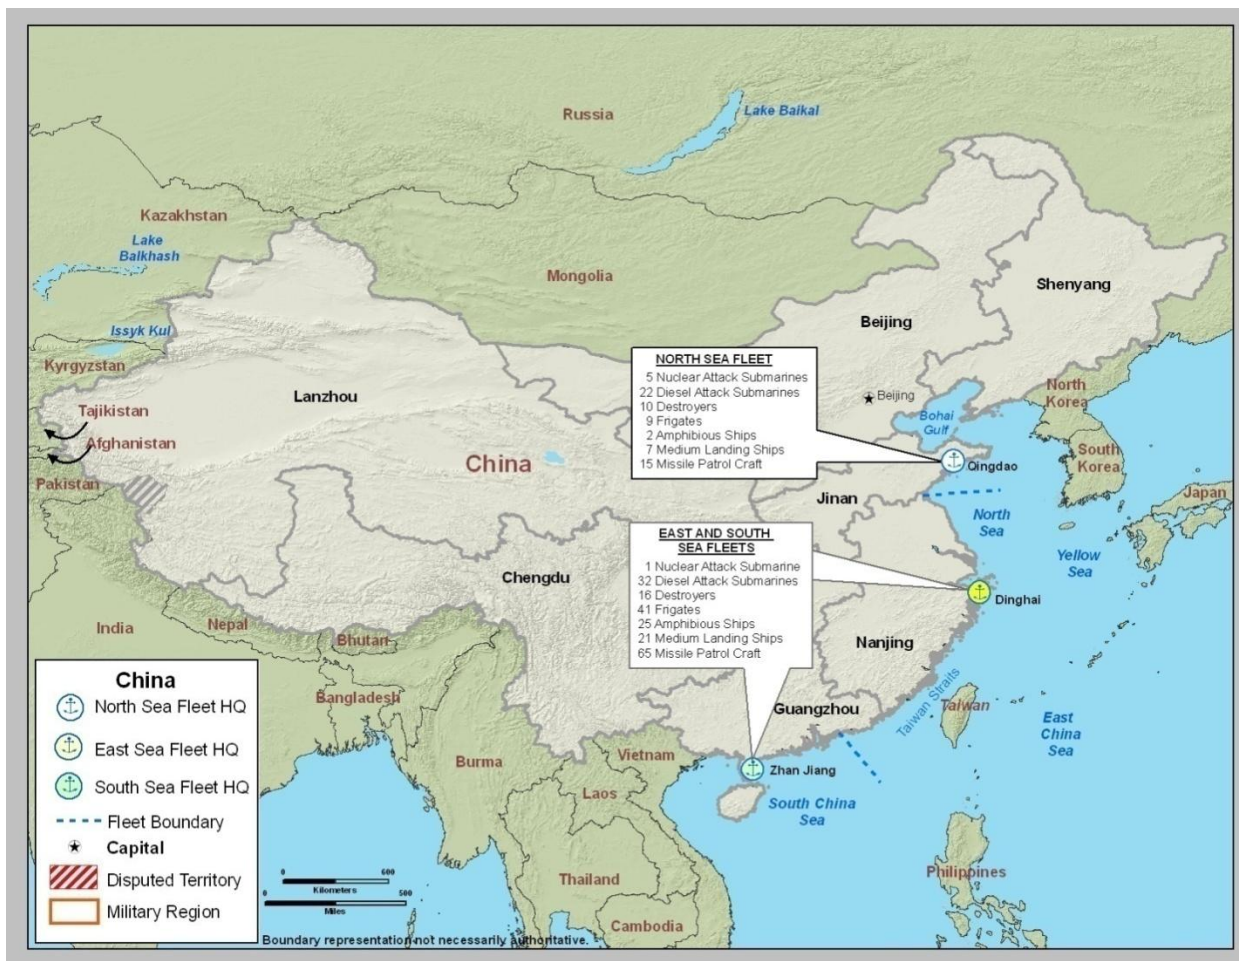 Russia
Lake Baikal
Kazakhstan
Lake
Balkhash
Mongolia
Shenyang
Issyk Kul
Beijing
Kyrgyzstan
NORTH SEA FLEET
5 Nuclear Attack Submarines
22 Diesel Attack Submarines
10 Destroyers
9 Frigates
2 Amphibious Ships
7 Medium Landing Ships
15 Missile Patrol Craft
Beijing
North
Korea
Lanzhou
Tajikistan
Bohai
Gulf
Afghanistan
China
South
Korea
Qingdao
Pakistan
Jinan
Japan
North
Sea
Yellow
Sea
EAST AND SOUTH
SEA FLEETS
1 Nuclear Attack Submarine
32 Diesel Attack Submarines
16 Destroyers
41 Frigates
25 Amphibious Ships
21 Medium Landing Ships
65 Missile Patrol Craft
Chengdu
Dinghai
India
Nepal
Bhutan
Nanjing
Bangladesh
Guangzhou
Taiwan Straits
Taiwan
East
China
Sea
Burma
Vietnam
Zhan Jiang
Laos
South China
Sea
Thailand
Philippines
Cambodia
China
North Sea Fleet HQ
East Sea Fleet HQ
South Sea Fleet HQ
Fleet Boundary
Capital
Disputed Territory
Military Region
0 600
Kilometers
0 500
Miles
Boundary representation not necessarily authoritative.